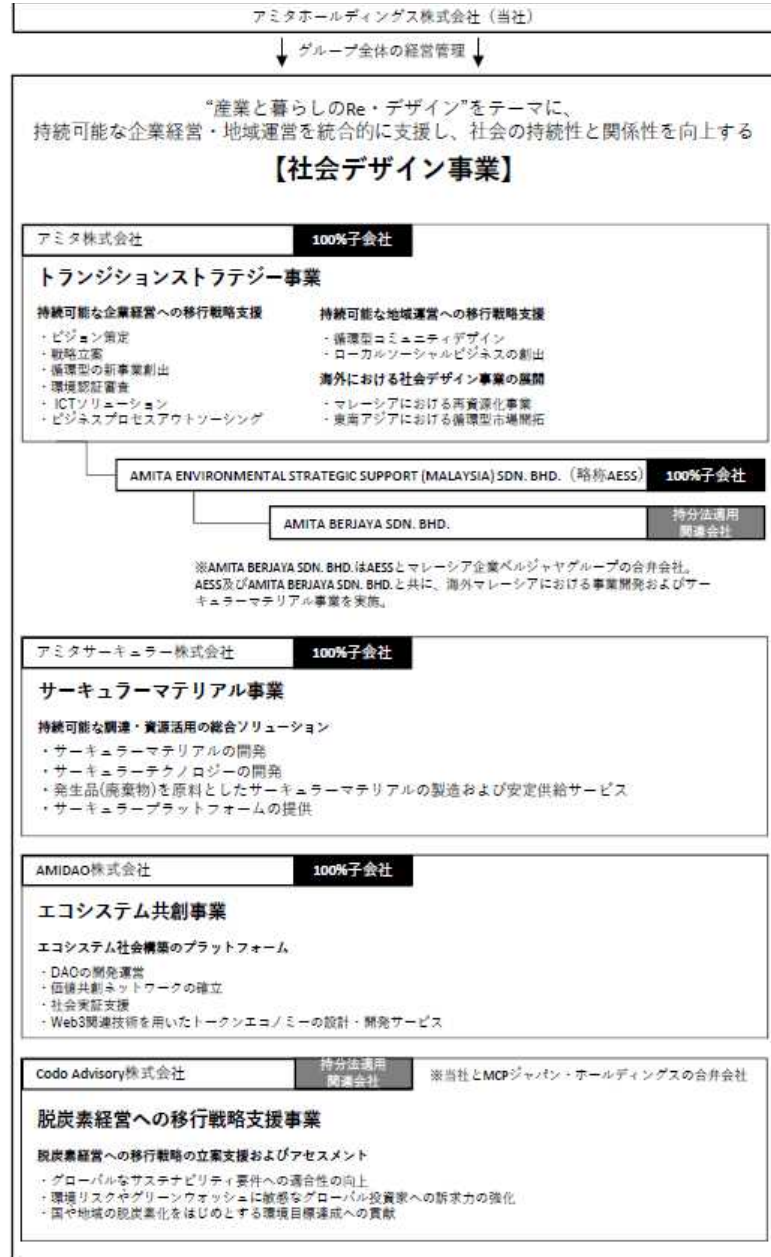 アミタホールディングス株式会社（当社）
グループ全体の経営管理
“産業と暮らしのRe・デザイン”をテーマに、
持続可能な企業経営・地域運営を統合的に支援し、社会の持続性と関係性を向上する
【社会デザイン事業】
アミタ株式会社
100%子会社
トランジションストラテジー事業
持続可能な企業経営への移行戦略支援
・ビジョン策定
・戦略立案
・循環型の新事業創出
・環境認証審査
・ICTソリューション
・ビジネスプロセスアウトソーシング
持続可能な地域運営への移行戦略支援
・循環型コミュニティデザイン
・ローカルソーシャルビジネスの創出
海外における社会デザイン事業の展開
・マレーシアにおける再資源化事業
・東南アジアにおける循環型市場開拓
AMITA ENVIRONMENTAL STRATEGIC SUPPORT (MALAYSIA) SDN. BHD.（略称AESS）
100%子会社
AMITA BERJAYA SDN. BHD.
持分法適用
関連会社
※AMITA BERJAYA SDN. BHD.はAESSとマレーシア企業ベルジャヤグループの合弁会社。
AESS及びAMITA BERJAYA SDN. BHD.と共に、海外マレーシアにおける事業開発およびサー
キュラーマテリアル事業を実施。
アミタサーキュラー株式会社
100%子会社
サーキュラーマテリアル事業
持続可能な調達・資源活用の総合ソリューション
・サーキュラーマテリアルの開発
・サーキュラーテクノロジーの開発
・発生品(廃棄物)を原料としたサーキュラーマテリアルの製造および安定供給サービス
・サーキュラープラットフォームの提供
AMIDAO株式会社
100%子会社
エコシステム共創事業
エコシステム社会構築のプラットフォーム
・DAOの開発運営
・価値共創ネットワークの確立
・社会実証支援
・Web3関連技術を用いたトークンエコノミーの設計・開発サービス
Codo Advisory株式会社
持分法適用
関連会社
※当社とMCPジャパン・ホールディングスの合弁会社
脱炭素経営への移行戦略支援事業
脱炭素経営への移行戦略の立案支援およびアセスメント
・グローバルなサステナビリティ要件への適合性の向上
・環境リスクやグリーンウォッシュに敏感なグローバル投資家への訴求力の強化
・国や地域の脱炭素化をはじめとする環境目標達成への貢献